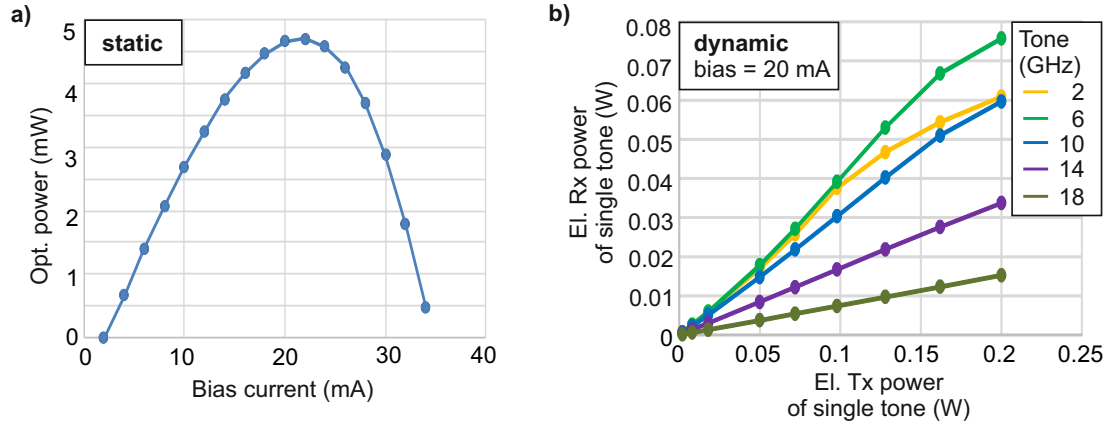 a)
static
5
4
3
2
1
0
0
10
20
30
40
Opt. power (mW)
Bias current (mA)
b)
dynamic
bias = 20 mA
0.08
0.07
0.06
0.05
0.04
0.03
0.02
0.01
0
0
0.05
0.1
0.15
0.2
0.25
El. Rx power
of single tone (W)
El. Tx power
of single tone (W)
Tone
(GHz)
2
6
10
14
18